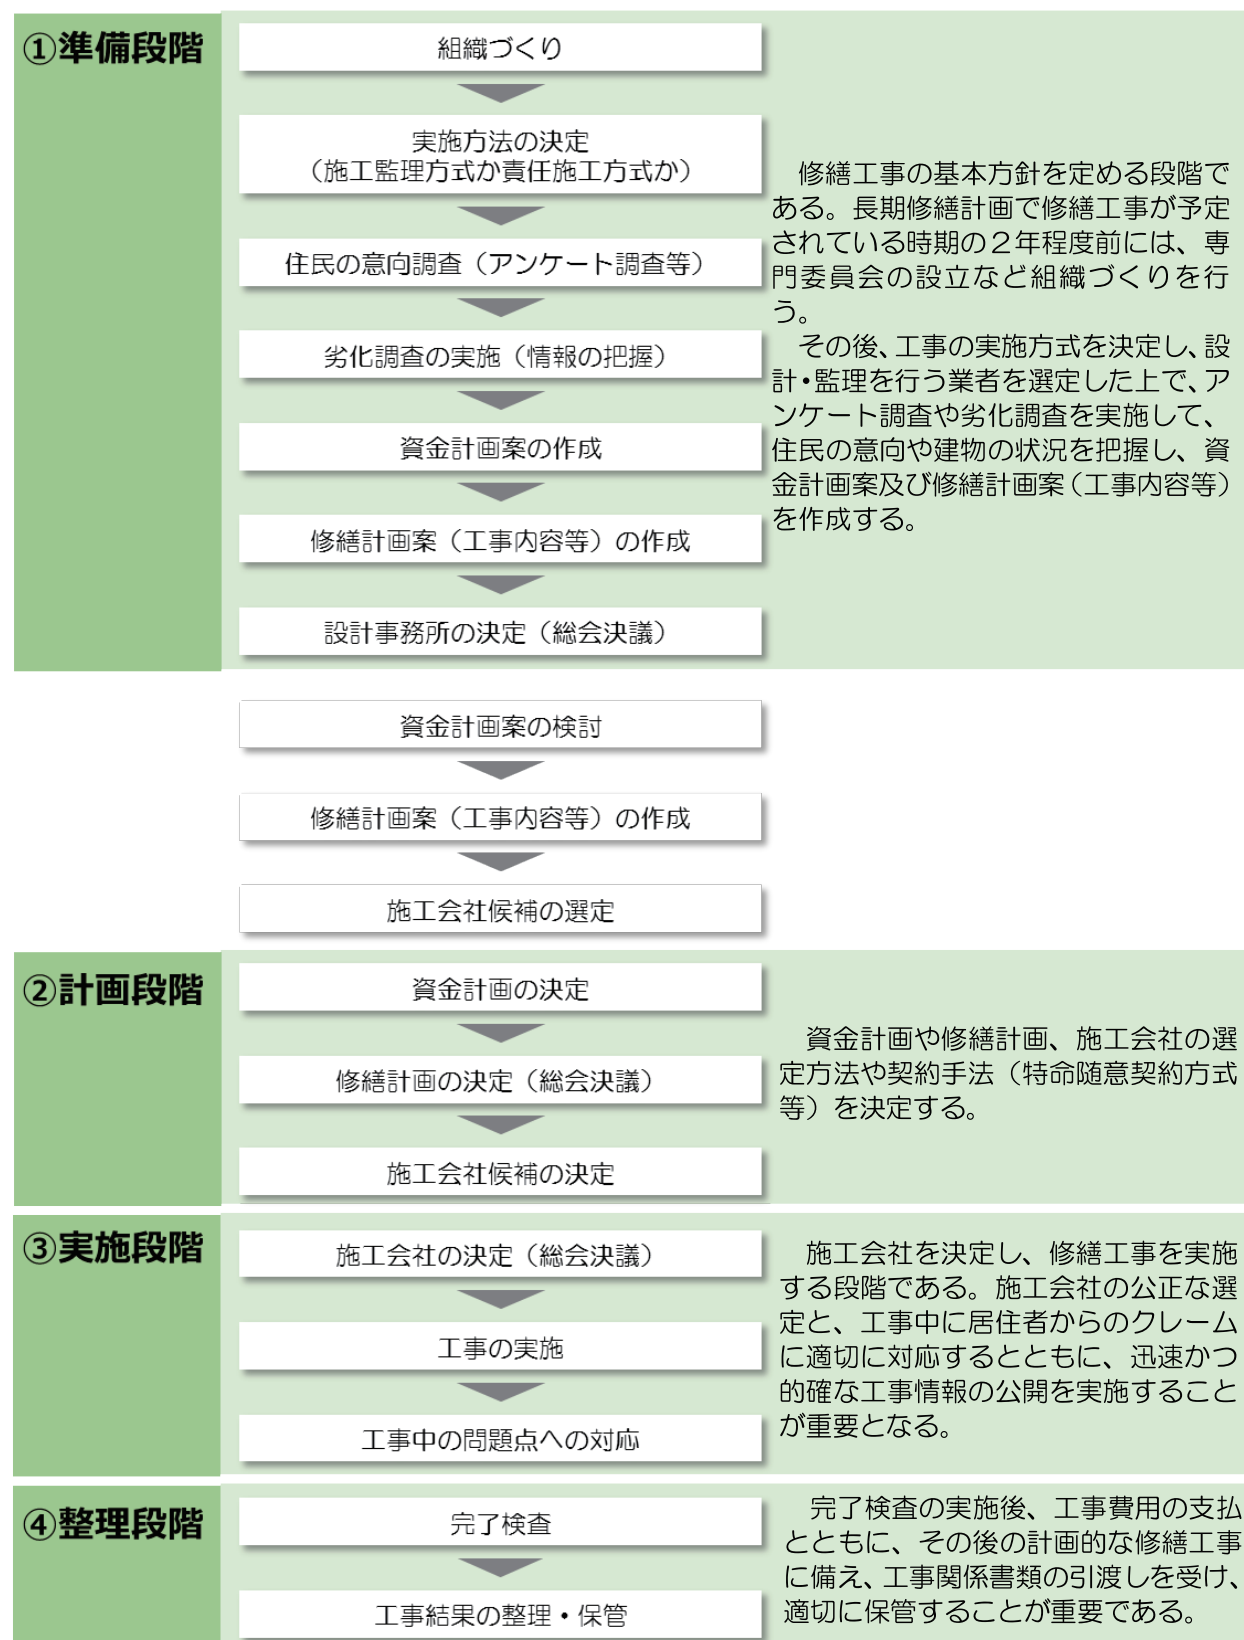 ①準備段階
組織づくり
実施方法の決定
（施工監理方式か責任施工方式か）
住民の意向調査（アンケート調査等）
劣化調査の実施（情報の把握）
資金計画案の作成
修繕計画案（工事内容等）の作成
設計事務所の決定（総会決議）
修繕工事の基本方針を定める段階で
ある。長期修繕計画で修繕工事が予定
されている時期の２年程度前には、専
門委員会の設立など組織づくりを行
う。
その後、工事の実施方式を決定し、設
計・監理を行う業者を選定した上で、ア
ンケート調査や劣化調査を実施して、
住民の意向や建物の状況を把握し、資
金計画案及び修繕計画案（工事内容等）
を作成する。
資金計画案の検討
修繕計画案（工事内容等）の作成
施工会社候補の選定
②計画段階
資金計画の決定
修繕計画の決定（総会決議）
施工会社候補の決定
資金計画や修繕計画、施工会社の選
定方法や契約手法（特命随意契約方式
等）を決定する。
③実施段階
施工会社の決定（総会決議）
工事の実施
工事中の問題点への対応
施工会社を決定し、修繕工事を実施
する段階である。施工会社の公正な選
定と、工事中に居住者からのクレーム
に適切に対応するとともに、迅速かつ
的確な工事情報の公開を実施すること
が重要となる。
④整理段階
完了検査
工事結果の整理・保管
完了検査の実施後、工事費用の支払
とともに、その後の計画的な修繕工事
に備え、工事関係書類の引渡しを受け、
適切に保管することが重要である。